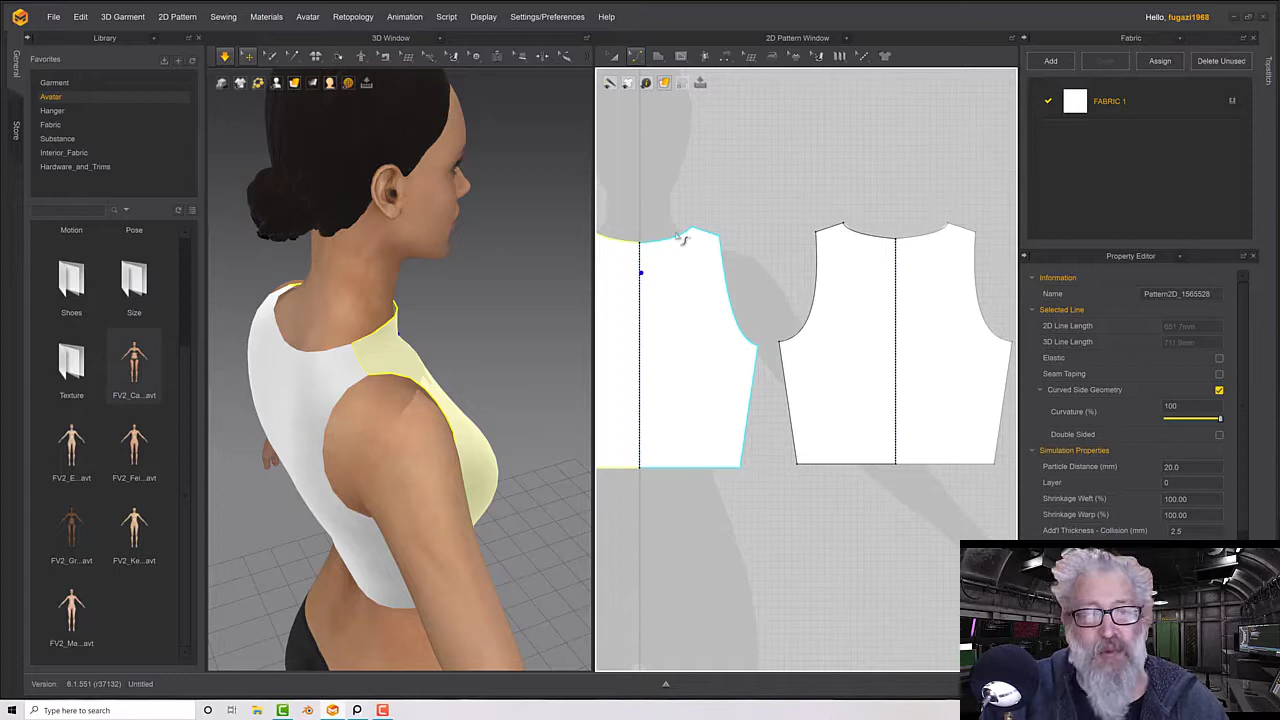 File Edit 3D Garment 2D Pattern Sewing Materials Avatar Retopology Animation Script Display Settings/Preferences Help
Hello, fugazi1968
General
Store
Library
Favorites
Garment
Avatar
Hanger
Fabric
Substance
Interior_Fabric
Hardware_and_Trims
Motion Pose
Shoes Size
Texture FV2_Ca...avt
FV2_E...avt FV2_Fei...avt
FV2_Gr...avt FV2_Ke...avt
FV2_Ma...avt
3D Window
2D Pattern Window
Fabric
Add Assign Delete Unused
FABRIC 1
Topstitch
Property Editor
Information
Name Pattern2D_1565528
Selected Line
2D Line Length 651.7mm
3D Line Length 711.9mm
Elastic
Seam Taping
Curved Side Geometry
Curvature (%) 100
Double Sided
Simulation Properties
Particle Distance (mm) 20.0
Layer 0
Shrinkage Weft (%) 100.00
Shrinkage Warp (%) 100.00
Add'l Thickness - Collision (mm) 2.5
Version: 6.1.551 (r37132) Untitled
Type here to search